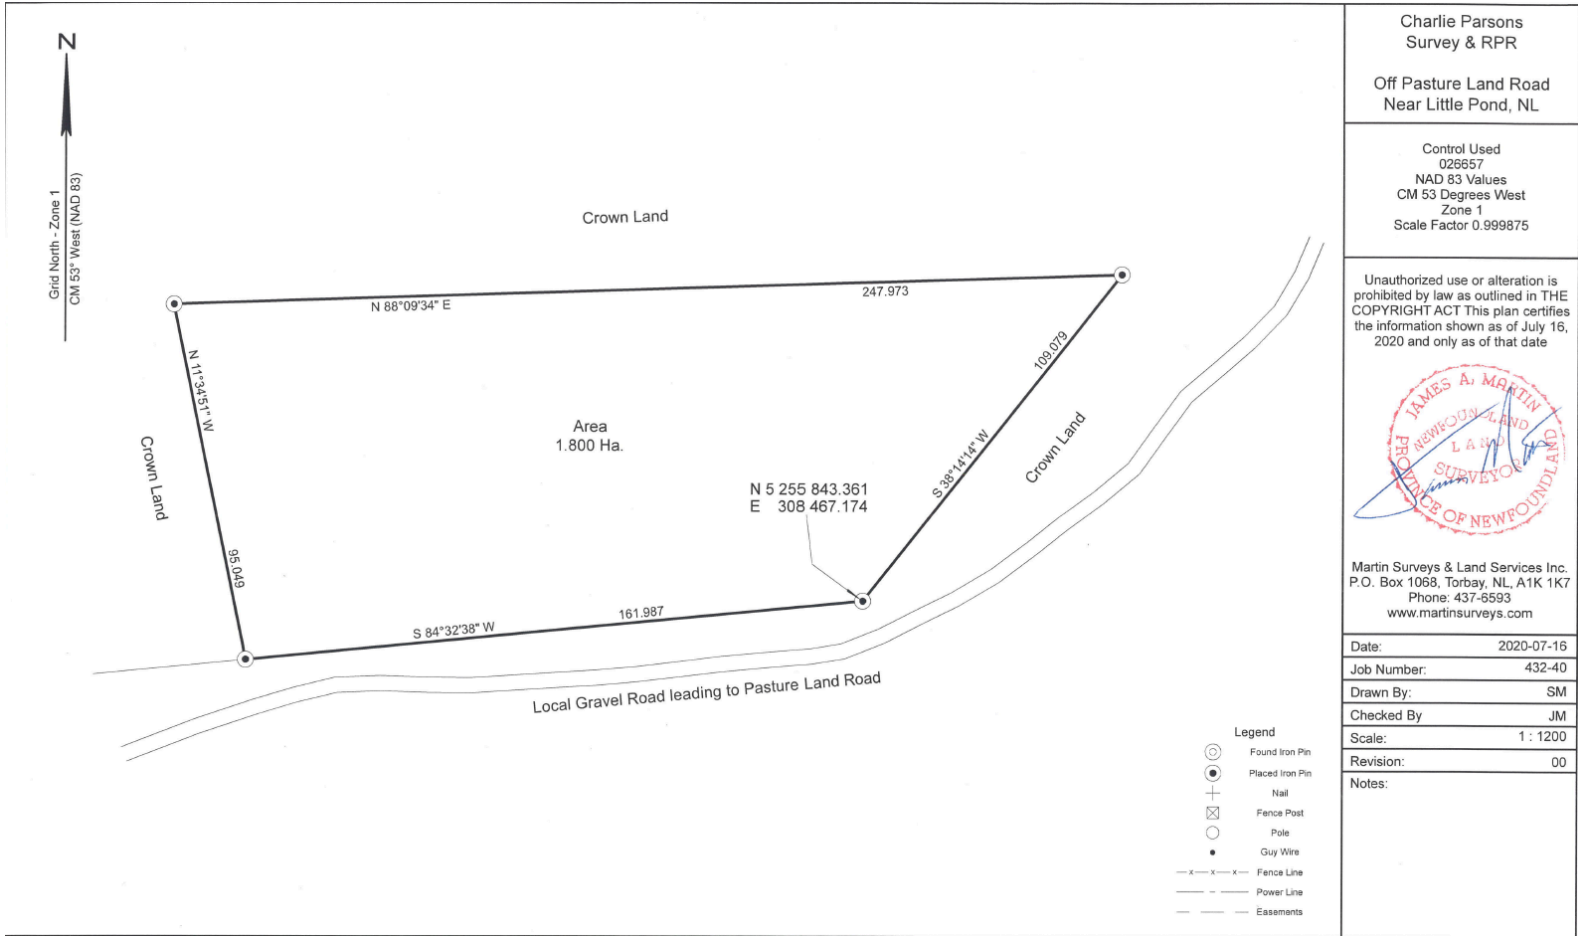 N
Grid North - Zone 1
CM 53° West (NAD 83)
Crown Land
N 88°09'34" E
247.973
N 11°34'51" W
95.049
Crown Land
Area
1.800 Ha.
109.079
S 38°14'14" W
Crown Land
N 5 255 843.361
E 308 467.174
S 84°32'38" W
161.987
Local Gravel Road leading to Pasture Land Road
Legend
Found Iron Pin
Placed Iron Pin
Nail
Fence Post
Pole
Guy Wire
x x x Fence Line
Power Line
Easements
Charlie Parsons
Survey & RPR
Off Pasture Land Road
Near Little Pond, NL
Control Used
026657
NAD 83 Values
CM 53 Degrees West
Zone 1
Scale Factor 0.999875
Unauthorized use or alteration is
prohibited by law as outlined in THE
COPYRIGHT ACT This plan certifies
the information shown as of July 16,
2020 and only as of that date
JAMES A. MARTIN
NEWFOUNDLAND
LAND
SURVEYOR
PROVINCE OF NEWFOUNDLAND
Martin Surveys & Land Services Inc.
P.O. Box 1068, Torbay, NL, A1K 1K7
Phone: 437-6593
www.martinsurveys.com
Date: 2020-07-16
Job Number: 432-40
Drawn By: SM
Checked By JM
Scale: 1 : 1200
Revision: 00
Notes: